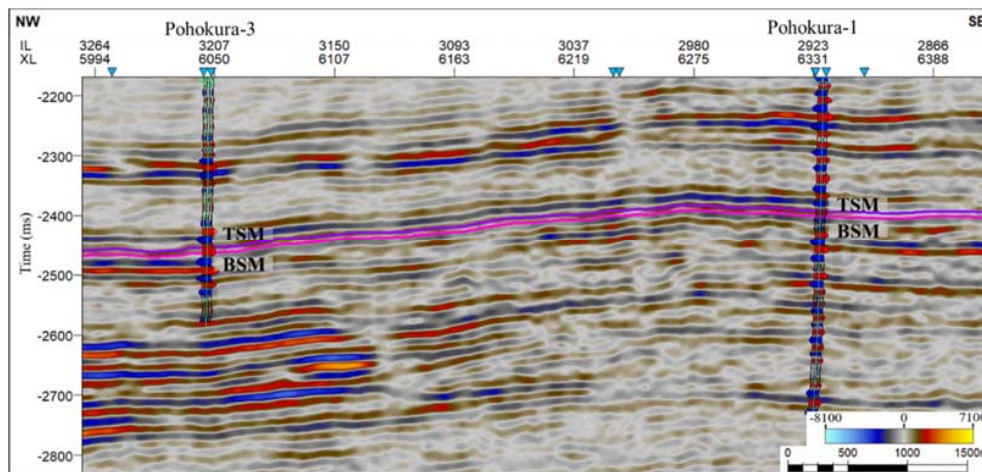 NW SE
Pohokura-3 Pohokura-1
IL 3264 3207 3150 3093 3037 2980 2923 2866
XL 5994 6050 6107 6163 6219 6275 6331 6388
-2200
-2300
TSM TSM
-2400
BSM BSM
Time (ms)
-2500
-2600
-2700
-8100 0 7100
-2800
0 500 1000 1500